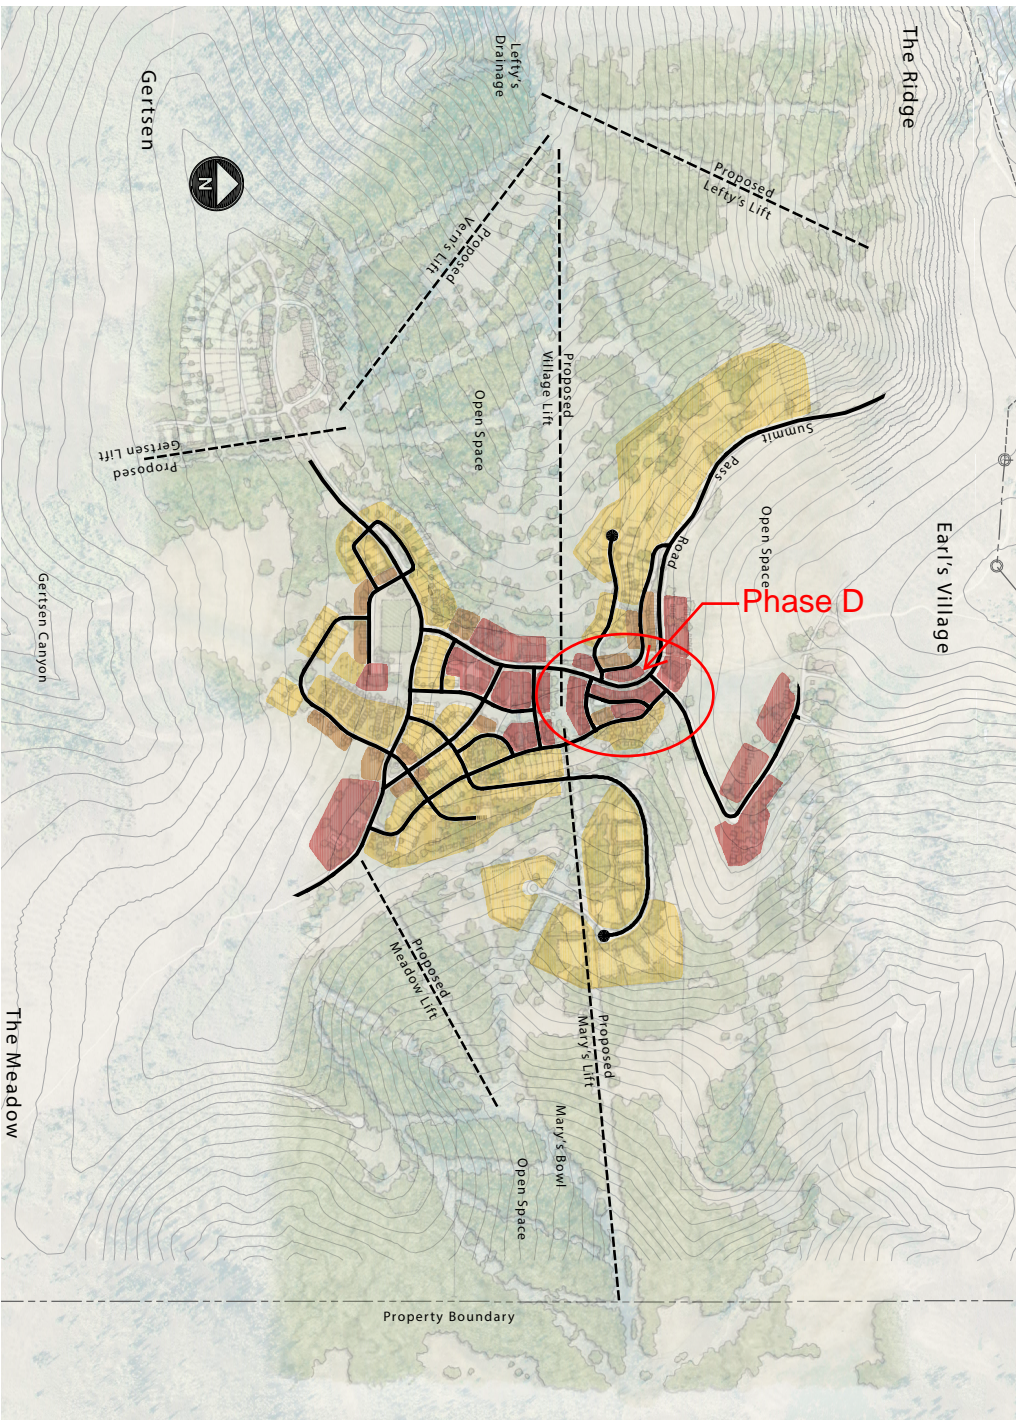 The Ridge
Lefty's
Drainage
Gertsen
N
Proposed
Lefty's Lift
Proposed
Vern's Lift
Proposed
Village Lift
Open Space
Proposed
Gertsen Lift
Summit
Pass
Road
Open Space
Earl's Village
Gertsen Canyon
Phase D
Proposed
Meadow Lift
Proposed
Mary's Lift
Mary's Bowl
Open Space
The Meadow
Property Boundary